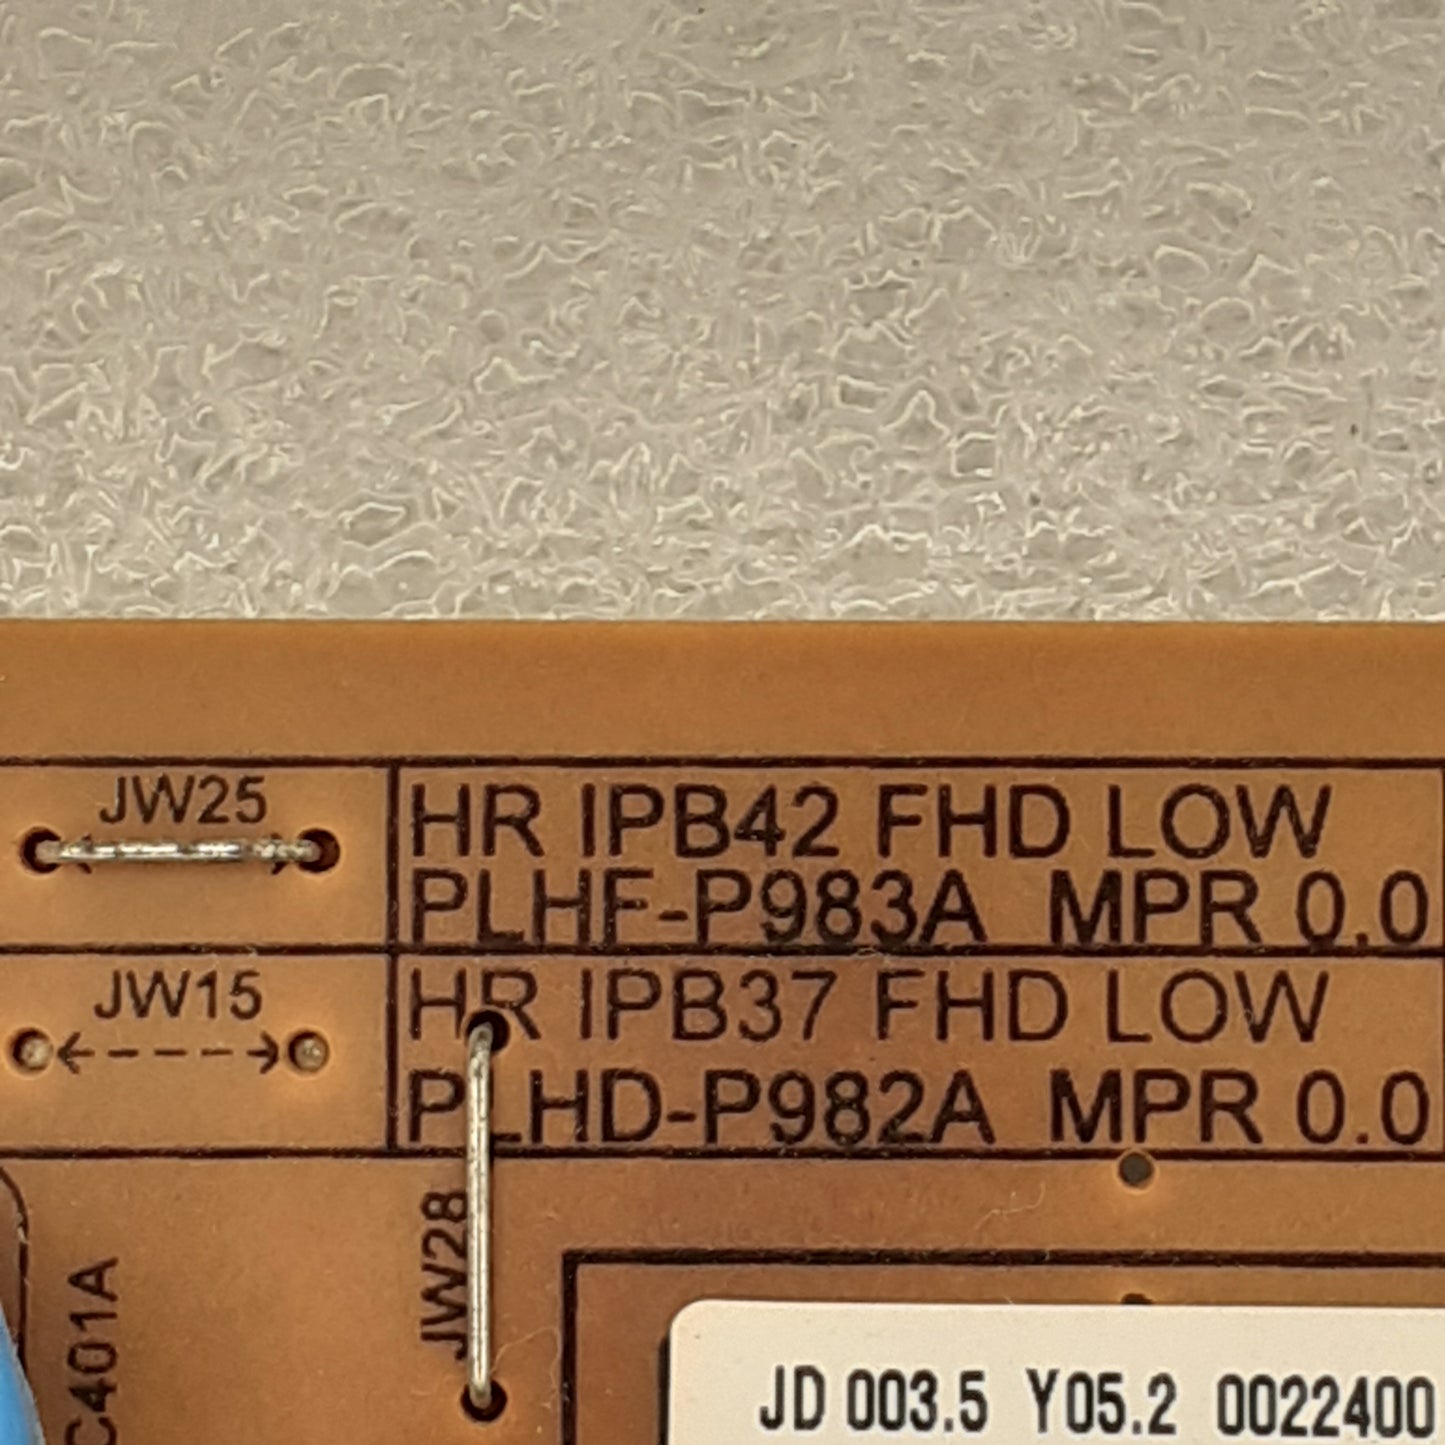 JW25
HR IPB42 FHD LOW
PLHF-P983A MPR 0.0
JW15
HR IPB37 FHD LOW
PLHD-P982A MPR 0.0
JW28
C401A
JD 003.5 Y05.2 0022400